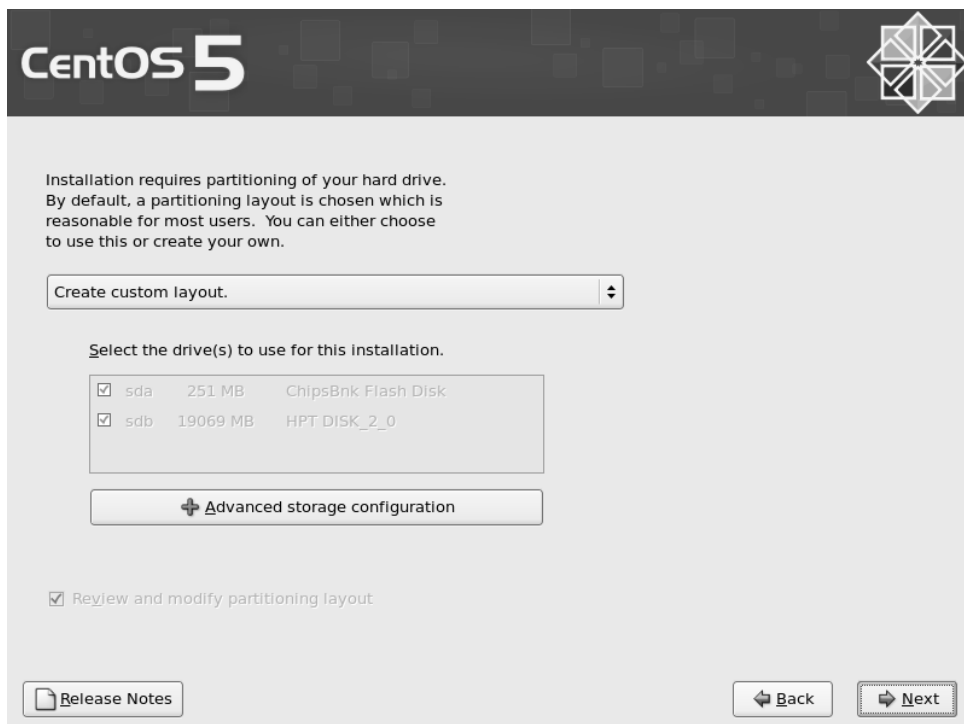 CentOS 5
Installation requires partitioning of your hard drive.
By default, a partitioning layout is chosen which is
reasonable for most users.  You can either choose
to use this or create your own.
Create custom layout.
Select the drive(s) to use for this installation.
sda 251 MB ChipsBnk Flash Disk
sdb 19069 MB HPT DISK_2_0
Advanced storage configuration
Review and modify partitioning layout
Release Notes Back Next